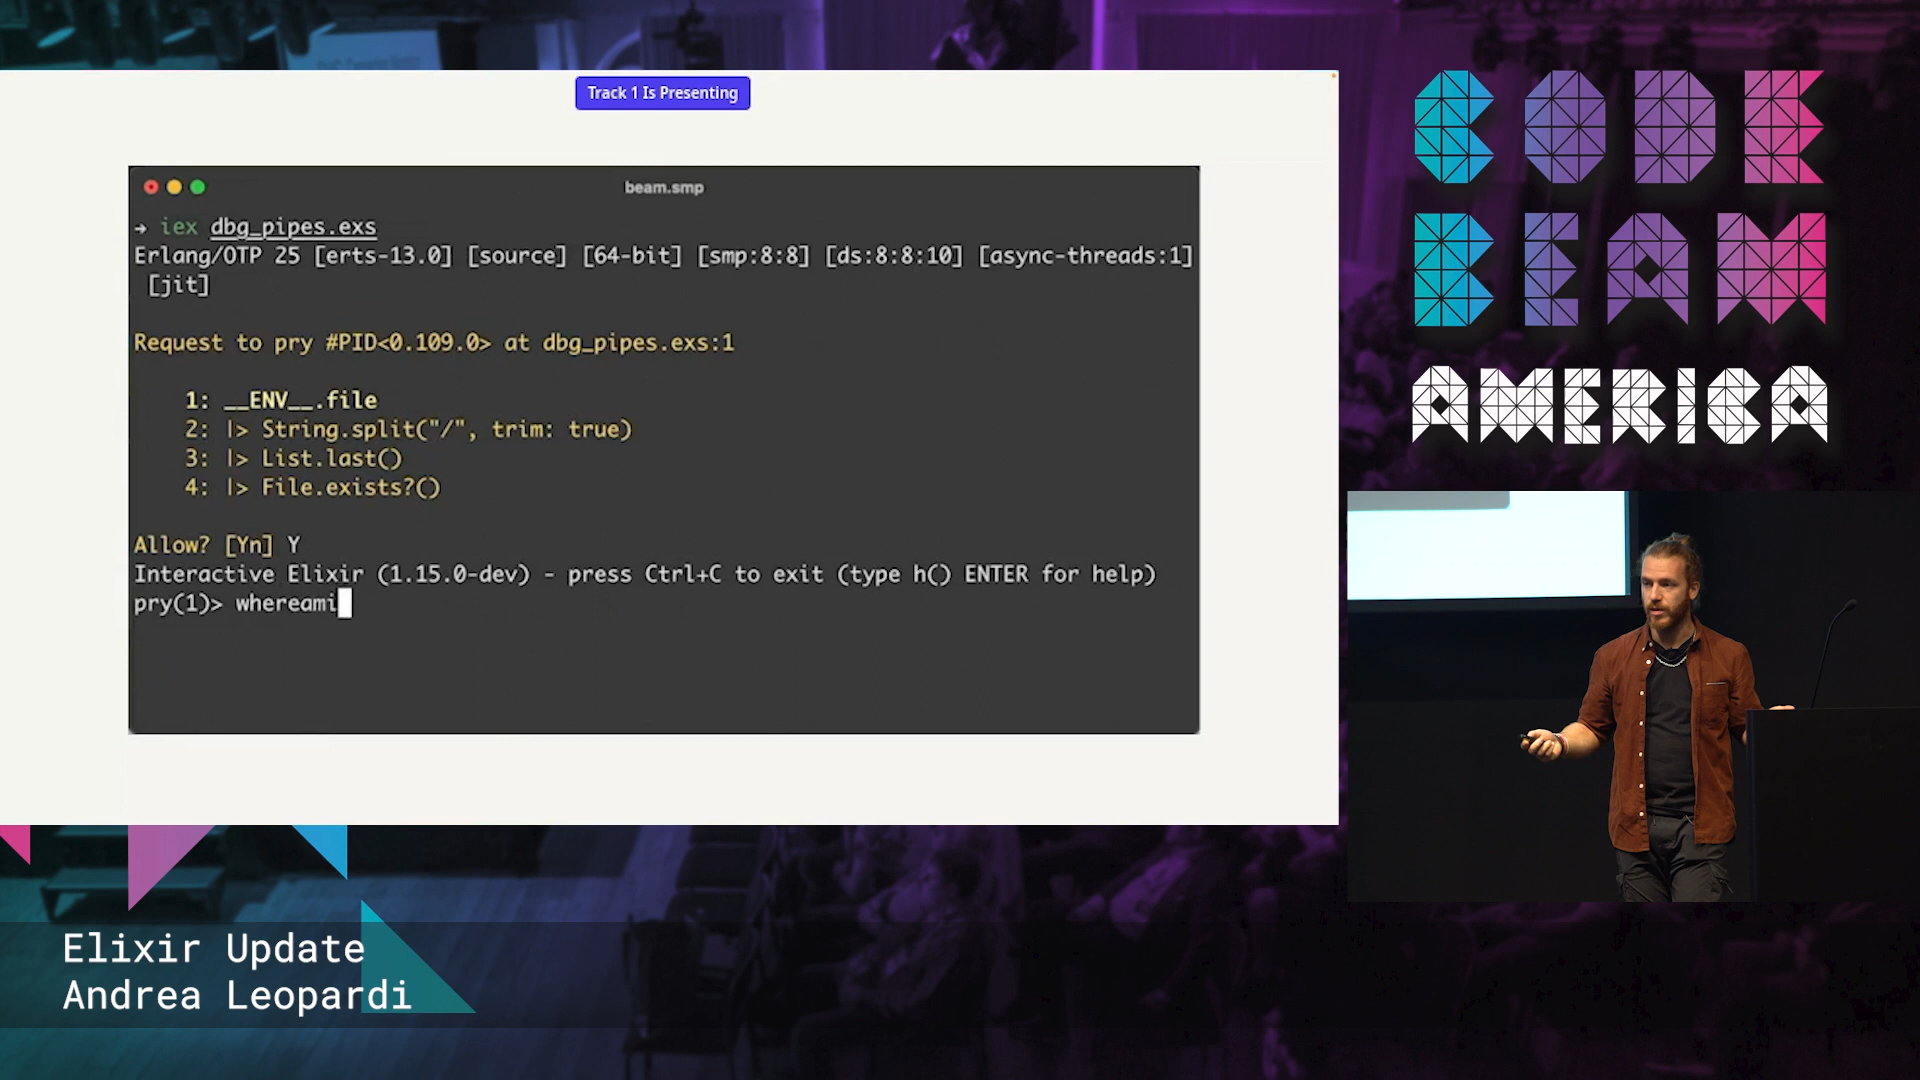 Track 1 Is Presenting
beam.smp
→ iex dbg_pipes.exs
Erlang/OTP 25 [erts-13.0] [source] [64-bit] [smp:8:8] [ds:8:8:10] [async-threads:1]
[jit]
Request to pry #PID<0.109.0> at dbg_pipes.exs:1
1: __ENV__.file
2: |> String.split("/", trim: true)
3: |> List.last()
4: |> File.exists?()
Allow? [Yn] Y
Interactive Elixir (1.15.0-dev) - press Ctrl+C to exit (type h() ENTER for help)
pry(1)> whereami
CODE
BEAM
AMERICA
Elixir Update
Andrea Leopardi